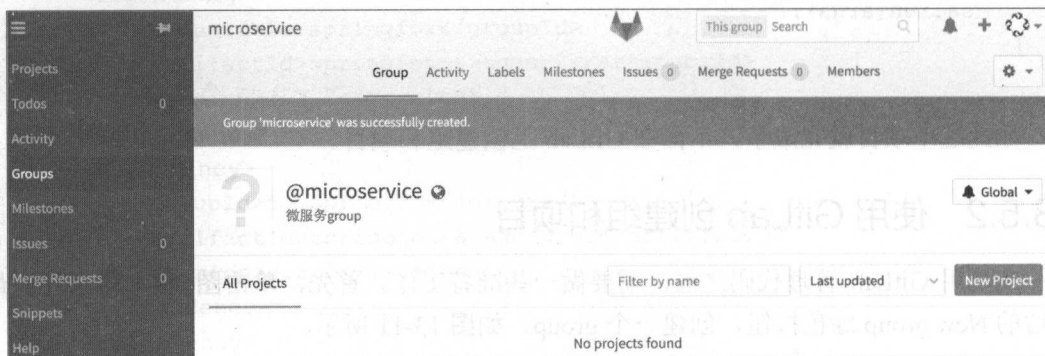 microservice
This group Search
Projects
Group Activity Labels Milestones Issues 0 Merge Requests 0 Members
Todos 0
Group 'microservice' was successfully created.
Activity
Groups
?
@microservice
Global
Milestones
微服务group
Issues 0
Merge Requests 0
All Projects
Filter by name
Last updated
New Project
Snippets
No projects found
Help